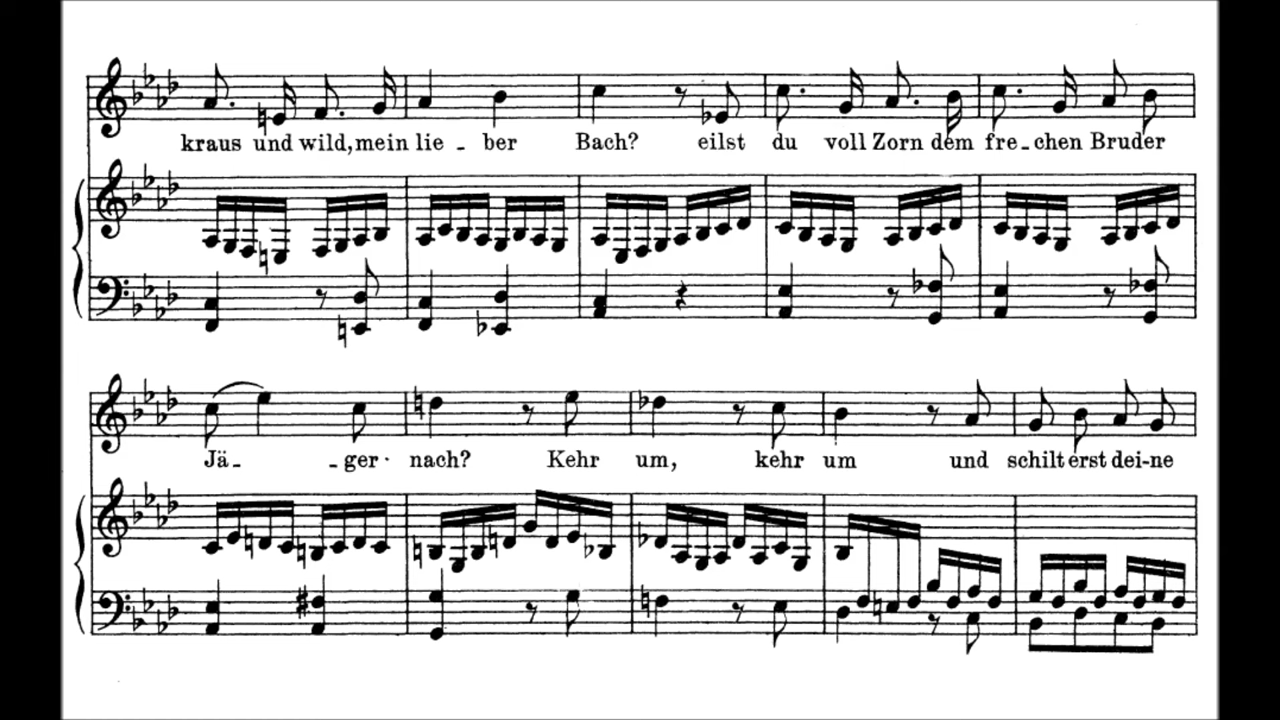 kraus und wild, mein lie - ber Bach? eilst du voll Zorn dem fre - chen Bruder
Jä - - ger nach? Kehr um, kehr um und schilt erst dei-ne